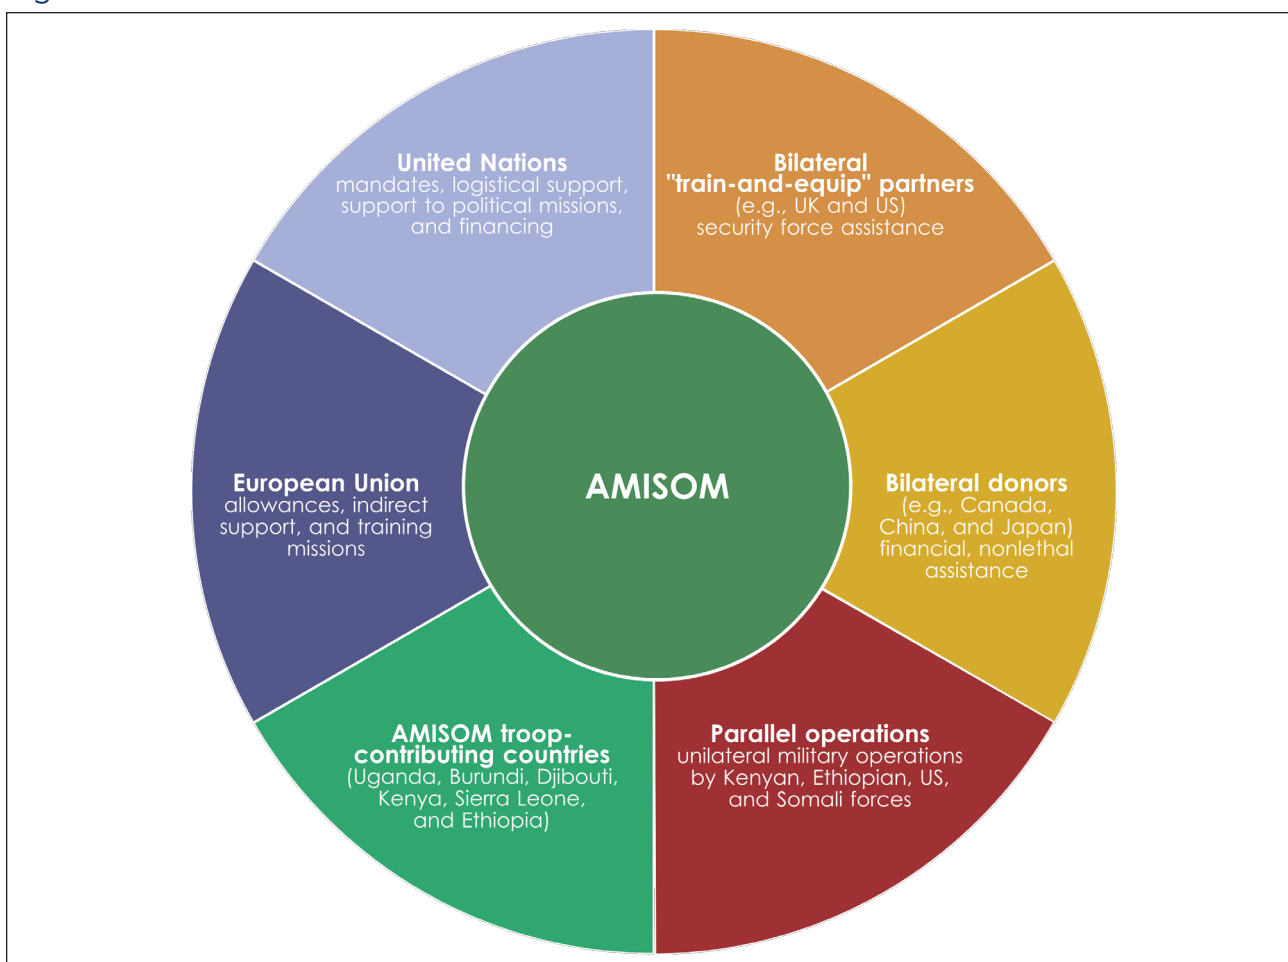 United Nations
mandates, logistical support,
support to political missions,
and financing
Bilateral
"train-and-equip" partners
(e.g., UK and US)
security force assistance
European Union
allowances, indirect
support, and training
missions
AMISOM
Bilateral donors
(e.g., Canada,
China, and Japan)
financial, nonlethal
assistance
AMISOM troop-
contributing countries
(Uganda, Burundi, Djibouti,
Kenya, Sierra Leone,
and Ethiopia)
Parallel operations
unilateral military operations
by Kenyan, Ethiopian, US,
and Somali forces